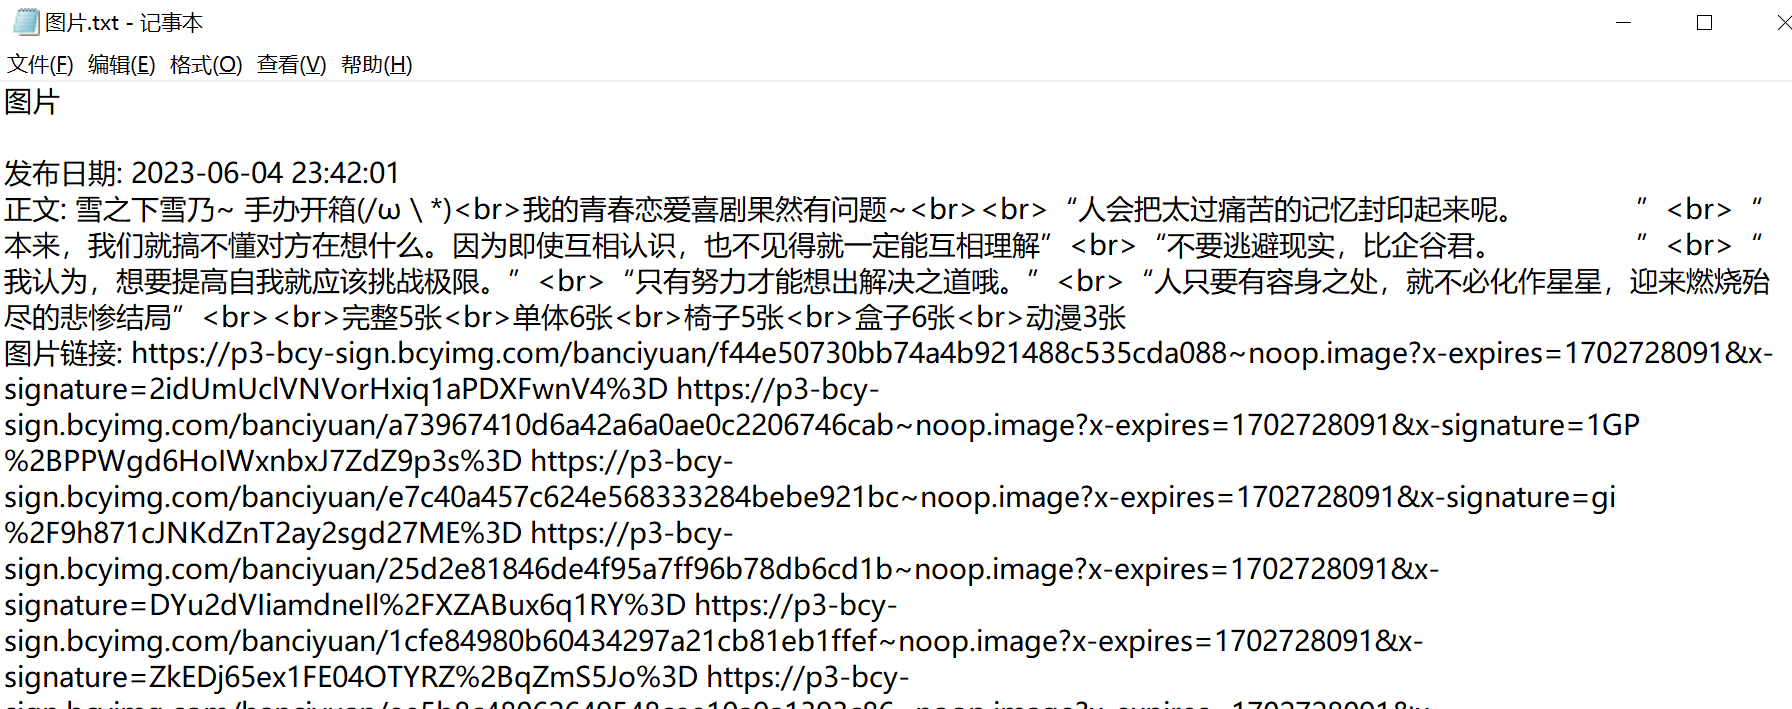 图片.txt - 记事本
文件(F) 编辑(E) 格式(O) 查看(V) 帮助(H)
图片
发布日期: 2023-06-04 23:42:01
正文: 雪之下雪乃~ 手办开箱(/ω＼*)<br>我的青春恋爱喜剧果然有问题~<br><br>“人会把太过痛苦的记忆封印起来呢。 ”<br>“
本来，我们就搞不懂对方在想什么。因为即使互相认识，也不见得就一定能互相理解”<br>“不要逃避现实，比企谷君。 ”<br>“
我认为，想要提高自我就应该挑战极限。”<br>“只有努力才能想出解决之道哦。”<br>“人只要有容身之处，就不必化作星星，迎来燃烧殆
尽的悲惨结局”<br><br>完整5张<br>单体6张<br>椅子5张<br>盒子6张<br>动漫3张
图片链接: https://p3-bcy-sign.bcyimg.com/banciyuan/f44e50730bb74a4b921488c535cda088~noop.image?x-expires=1702728091&x-
signature=2idUmUclVNVorHxiq1aPDXFwnV4%3D https://p3-bcy-
sign.bcyimg.com/banciyuan/a73967410d6a42a6a0ae0c2206746cab~noop.image?x-expires=1702728091&x-signature=1GP
%2BPPWgd6HoIWxnbxJ7ZdZ9p3s%3D https://p3-bcy-
sign.bcyimg.com/banciyuan/e7c40a457c624e568333284bebe921bc~noop.image?x-expires=1702728091&x-signature=gi
%2F9h871cJNKdZnT2ay2sgd27ME%3D https://p3-bcy-
sign.bcyimg.com/banciyuan/25d2e81846de4f95a7ff96b78db6cd1b~noop.image?x-expires=1702728091&x-
signature=DYu2dVIiamdneIl%2FXZABux6q1RY%3D https://p3-bcy-
sign.bcyimg.com/banciyuan/1cfe84980b60434297a21cb81eb1ffef~noop.image?x-expires=1702728091&x-
signature=ZkEDj65ex1FE04OTYRZ%2BqZmS5Jo%3D https://p3-bcy-